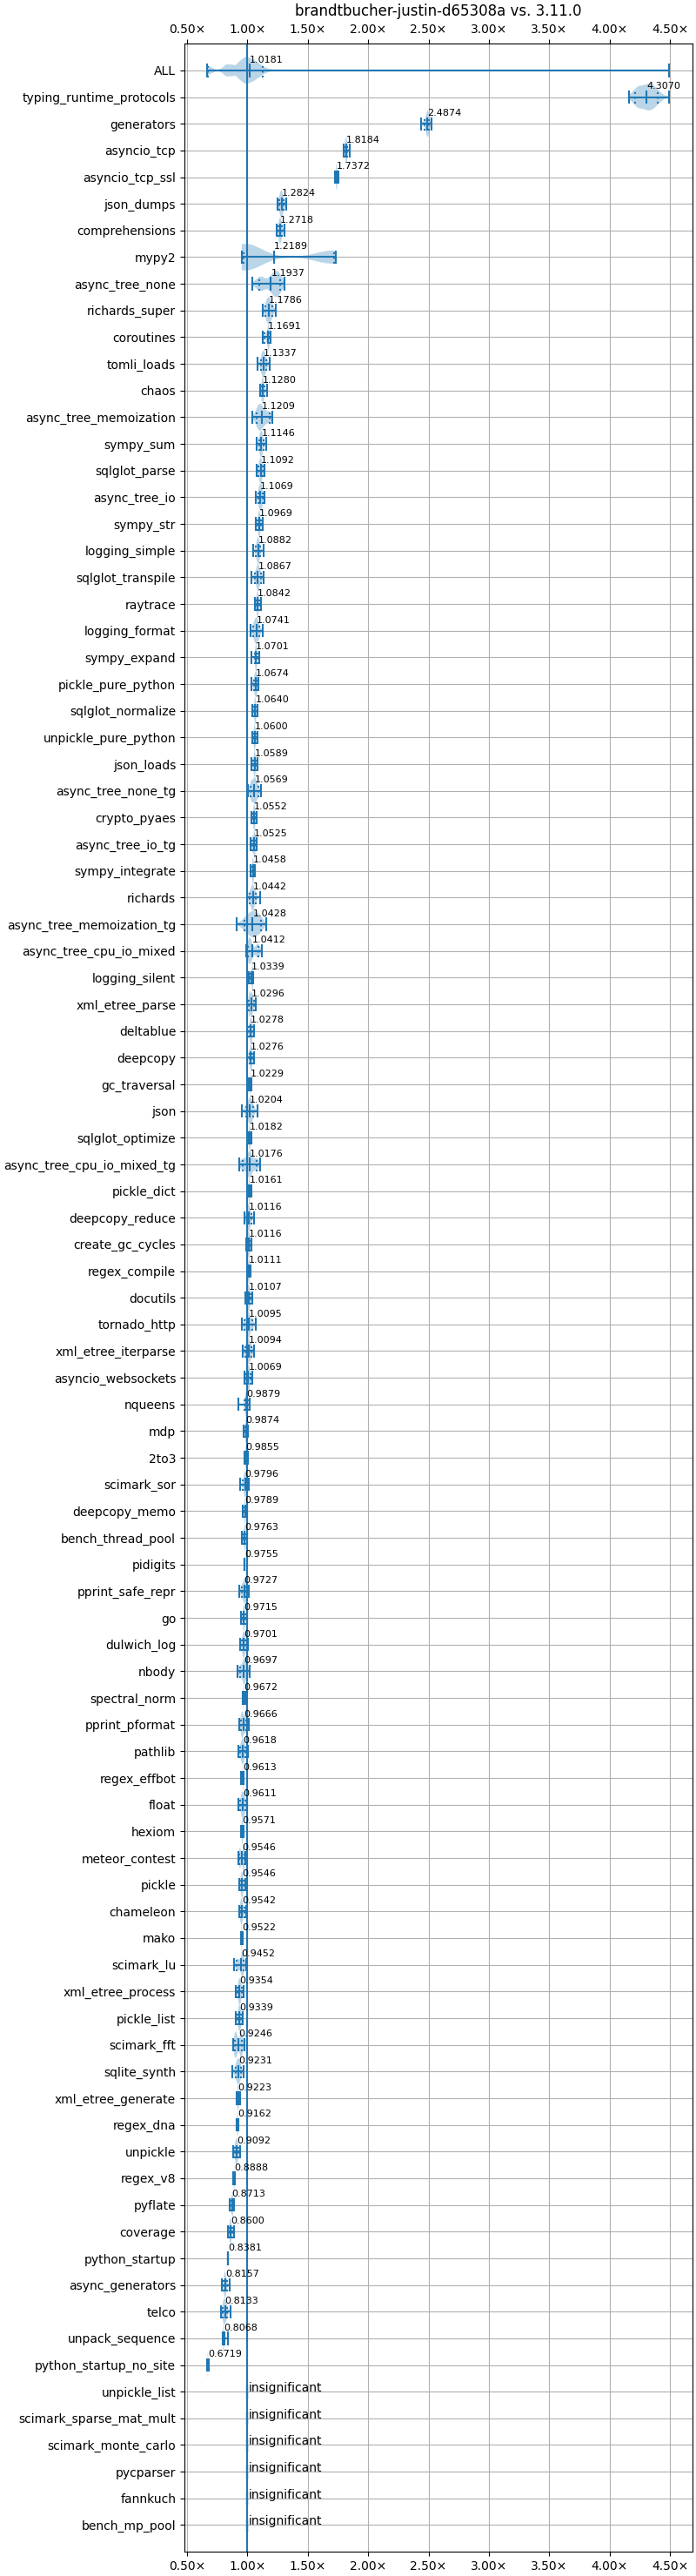 brandtbucher-justin-d65308a vs. 3.11.0
0.50× 1.00× 1.50× 2.00× 2.50× 3.00× 3.50× 4.00× 4.50×
ALL 1.0181
typing_runtime_protocols 4.3070
generators 2.4874
asyncio_tcp 1.8184
asyncio_tcp_ssl 1.7372
json_dumps 1.2824
comprehensions 1.2718
mypy2 1.2189
async_tree_none 1.1937
richards_super 1.1786
coroutines 1.1691
tomli_loads 1.1337
chaos 1.1280
async_tree_memoization 1.1209
sympy_sum 1.1146
sqlglot_parse 1.1092
async_tree_io 1.1069
sympy_str 1.0969
logging_simple 1.0882
sqlglot_transpile 1.0867
raytrace 1.0842
logging_format 1.0741
sympy_expand 1.0701
pickle_pure_python 1.0674
sqlglot_normalize 1.0640
unpickle_pure_python 1.0600
json_loads 1.0589
async_tree_none_tg 1.0569
crypto_pyaes 1.0552
async_tree_io_tg 1.0525
sympy_integrate 1.0458
richards 1.0442
async_tree_memoization_tg 1.0428
async_tree_cpu_io_mixed 1.0412
logging_silent 1.0339
xml_etree_parse 1.0296
deltablue 1.0278
deepcopy 1.0276
gc_traversal 1.0229
json 1.0204
sqlglot_optimize 1.0182
async_tree_cpu_io_mixed_tg 1.0176
pickle_dict 1.0161
deepcopy_reduce 1.0116
create_gc_cycles 1.0116
regex_compile 1.0111
docutils 1.0107
tornado_http 1.0095
xml_etree_iterparse 1.0094
asyncio_websockets 1.0069
nqueens 0.9879
mdp 0.9874
2to3 0.9855
scimark_sor 0.9796
deepcopy_memo 0.9789
bench_thread_pool 0.9763
pidigits 0.9755
pprint_safe_repr 0.9727
go 0.9715
dulwich_log 0.9701
nbody 0.9697
spectral_norm 0.9672
pprint_pformat 0.9666
pathlib 0.9618
regex_effbot 0.9613
float 0.9611
hexiom 0.9571
meteor_contest 0.9546
pickle 0.9546
chameleon 0.9542
mako 0.9522
scimark_lu 0.9452
xml_etree_process 0.9354
pickle_list 0.9339
scimark_fft 0.9246
sqlite_synth 0.9231
xml_etree_generate 0.9223
regex_dna 0.9162
unpickle 0.9092
regex_v8 0.8888
pyflate 0.8713
coverage 0.8600
python_startup 0.8381
async_generators 0.8157
telco 0.8133
unpack_sequence 0.8068
python_startup_no_site 0.6719
unpickle_list insignificant
scimark_sparse_mat_mult insignificant
scimark_monte_carlo insignificant
pycparser insignificant
fannkuch insignificant
bench_mp_pool insignificant
0.50× 1.00× 1.50× 2.00× 2.50× 3.00× 3.50× 4.00× 4.50×